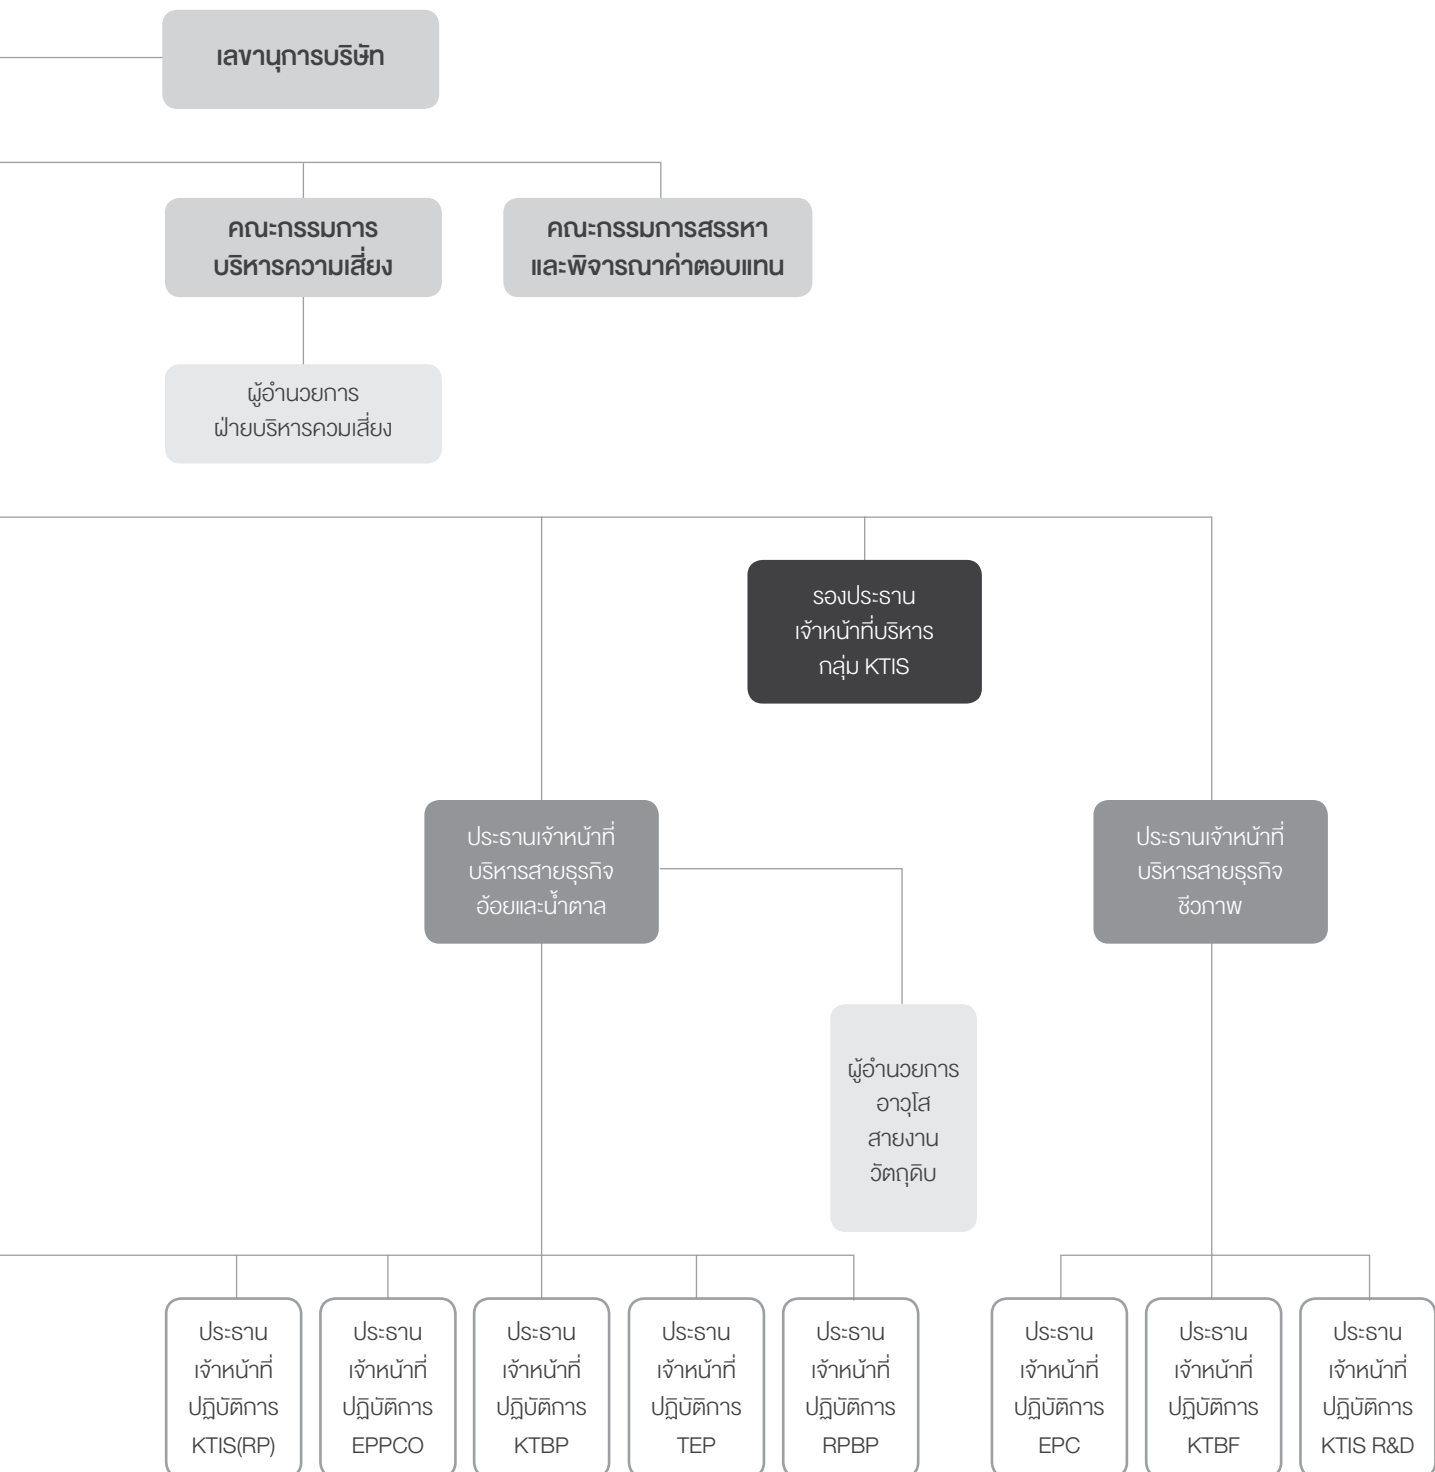 เลขานุการบริษัท
คณะกรรมการ
บริหารความเสี่ยง
คณะกรรมการสรรหา
และพิจารณาค่าตอบแทน
ผู้อำนวยการ
ฝ่ายบริหารควมเสี่ยง
รองประธาน
เจ้าหน้าที่บริหาร
กลุ่ม KTIS
ประธานเจ้าหน้าที่
บริหารสายธุรกิจ
อ้อยและน้ำตาล
ประธานเจ้าหน้าที่
บริหารสายธุรกิจ
ชีวภาพ
ผู้อำนวยการ
อาวุโส
สายงาน
วัตถุดิบ
ประธาน
เจ้าหน้าที่
ปฏิบัติการ
KTIS(RP)
ประธาน
เจ้าหน้าที่
ปฏิบัติการ
EPPCO
ประธาน
เจ้าหน้าที่
ปฏิบัติการ
KTBP
ประธาน
เจ้าหน้าที่
ปฏิบัติการ
TEP
ประธาน
เจ้าหน้าที่
ปฏิบัติการ
RPBP
ประธาน
เจ้าหน้าที่
ปฏิบัติการ
EPC
ประธาน
เจ้าหน้าที่
ปฏิบัติการ
KTBF
ประธาน
เจ้าหน้าที่
ปฏิบัติการ
KTIS R&D